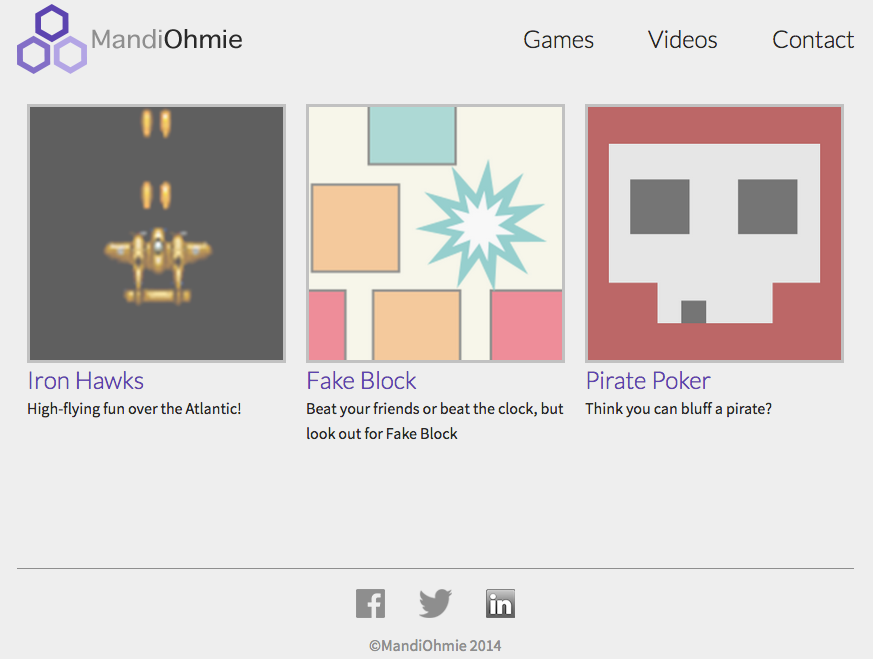 MandiOhmie
Games Videos Contact
Iron Hawks
High-flying fun over the Atlantic!
Fake Block
Beat your friends or beat the clock, but
look out for Fake Block
Pirate Poker
Think you can bluff a pirate?
f
in
©MandiOhmie 2014